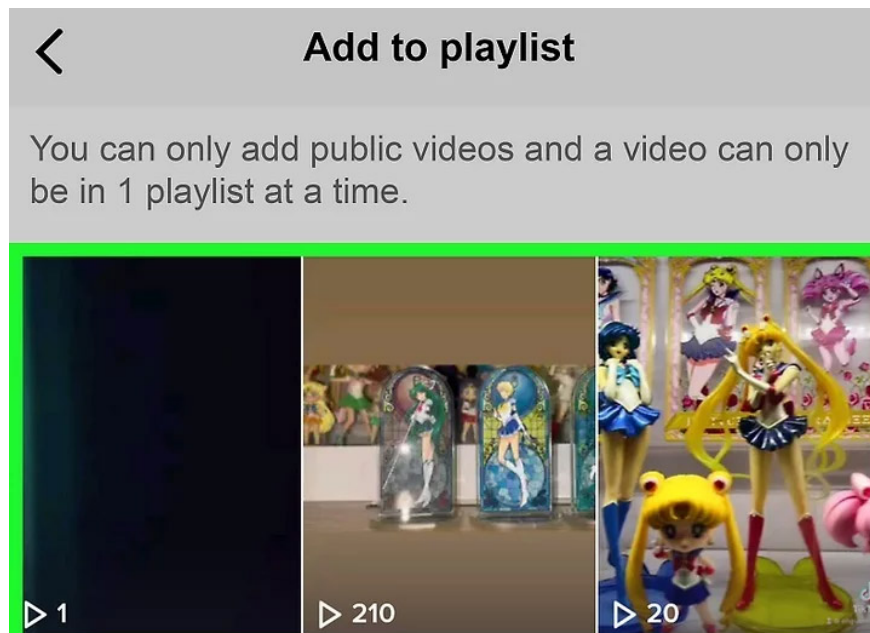 Add to playlist
You can only add public videos and a video can only
be in 1 playlist at a time.
1
210
20